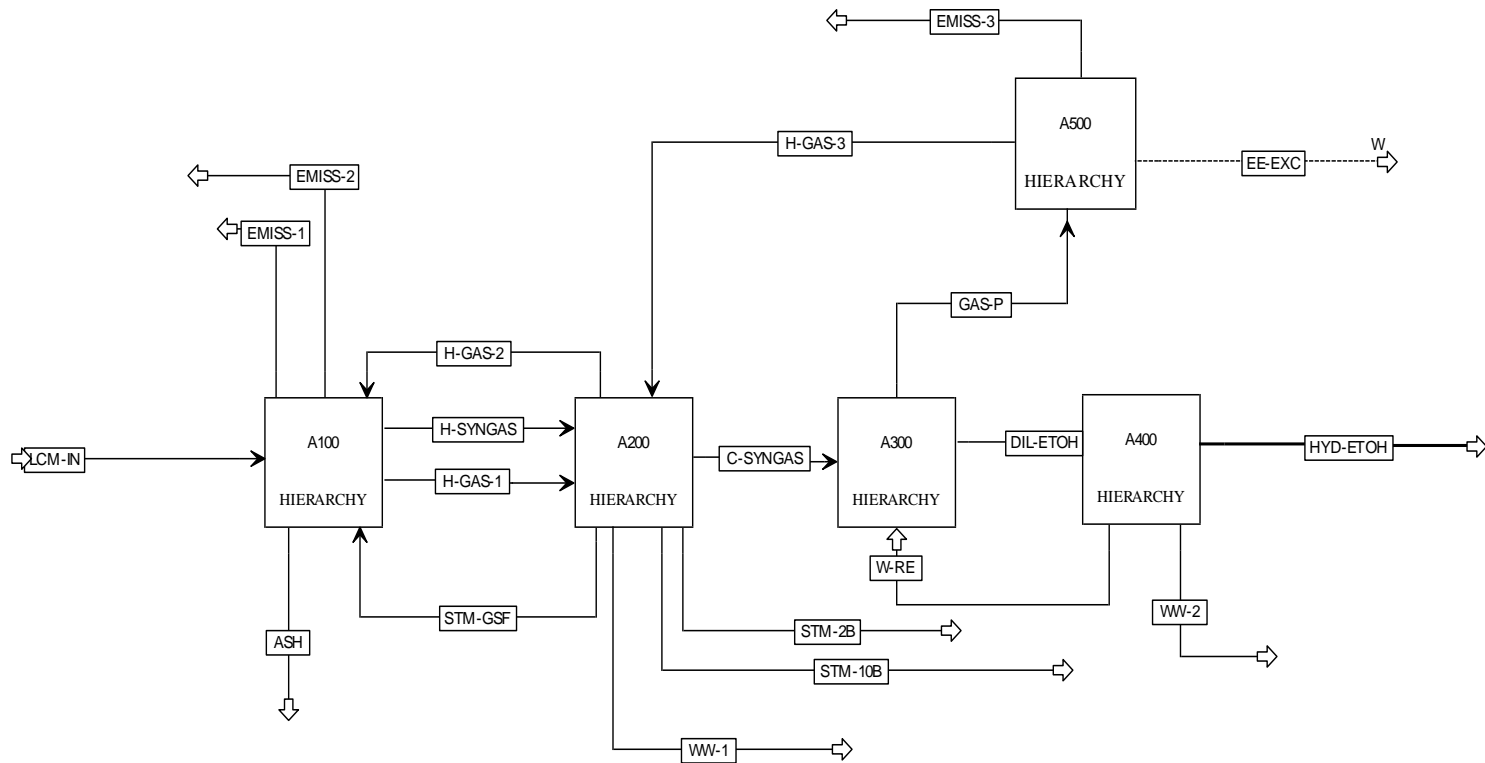 EMISS-3
A500
HIERARCHY
H-GAS-3
W
EE-EXC
EMISS-2
EMISS-1
GAS-P
H-GAS-2
A100
HIERARCHY
H-SYNGAS
H-GAS-1
A200
HIERARCHY
C-SYNGAS
A300
HIERARCHY
DIL-ETOH
A400
HIERARCHY
HYD-ETOH
LCM-IN
W-RE
STM-GSF
ASH
STM-2B
STM-10B
WW-2
WW-1